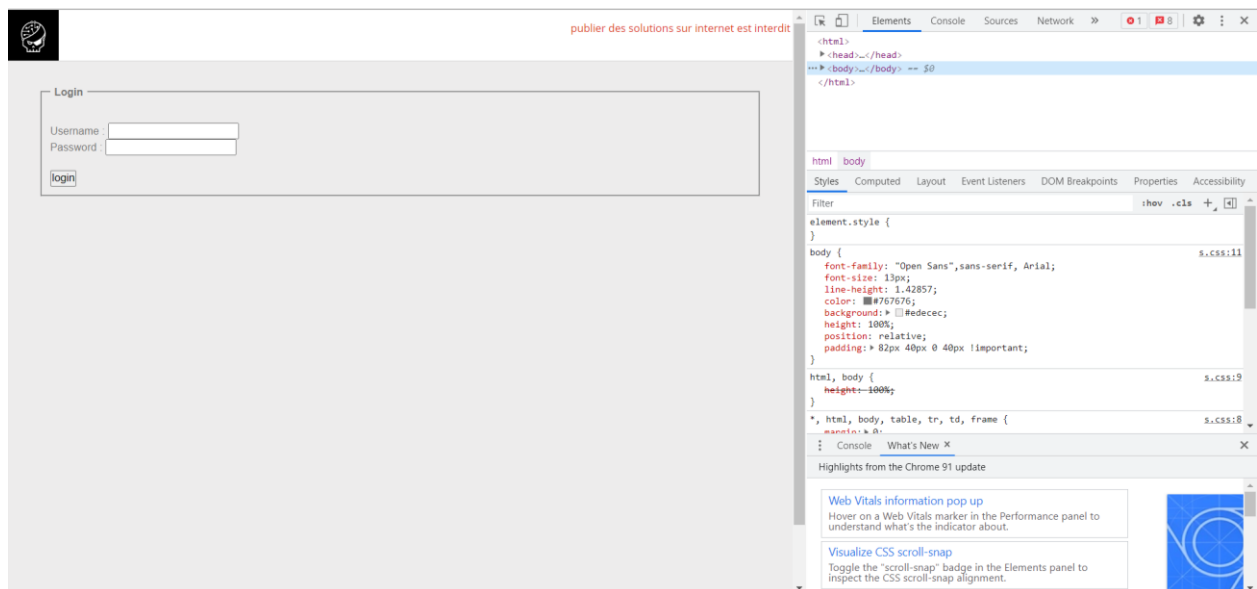 publier des solutions sur internet est interdit
Login
Username :
Password :
login
Elements Console Sources Network » 1 8
<html>
<head>…</head>
<body>…</body> == $0
</html>
html body
Styles Computed Layout Event Listeners DOM Breakpoints Properties Accessibility
Filter :hov .cls
element.style {
}
body { s.css:11
font-family: "Open Sans",sans-serif, Arial;
font-size: 13px;
line-height: 1.42857;
color: #767676;
background: #edecec;
height: 100%;
position: relative;
padding: 82px 40px 0 40px !important;
}
html, body { s.css:9
height: 100%;
}
*, html, body, table, tr, td, frame { s.css:8
margin: 0;
Console What's New
Highlights from the Chrome 91 update
Web Vitals information pop up
Hover on a Web Vitals marker in the Performance panel to
understand what's the indicator about.
Visualize CSS scroll-snap
Toggle the "scroll-snap" badge in the Elements panel to
inspect the CSS scroll-snap alignment.